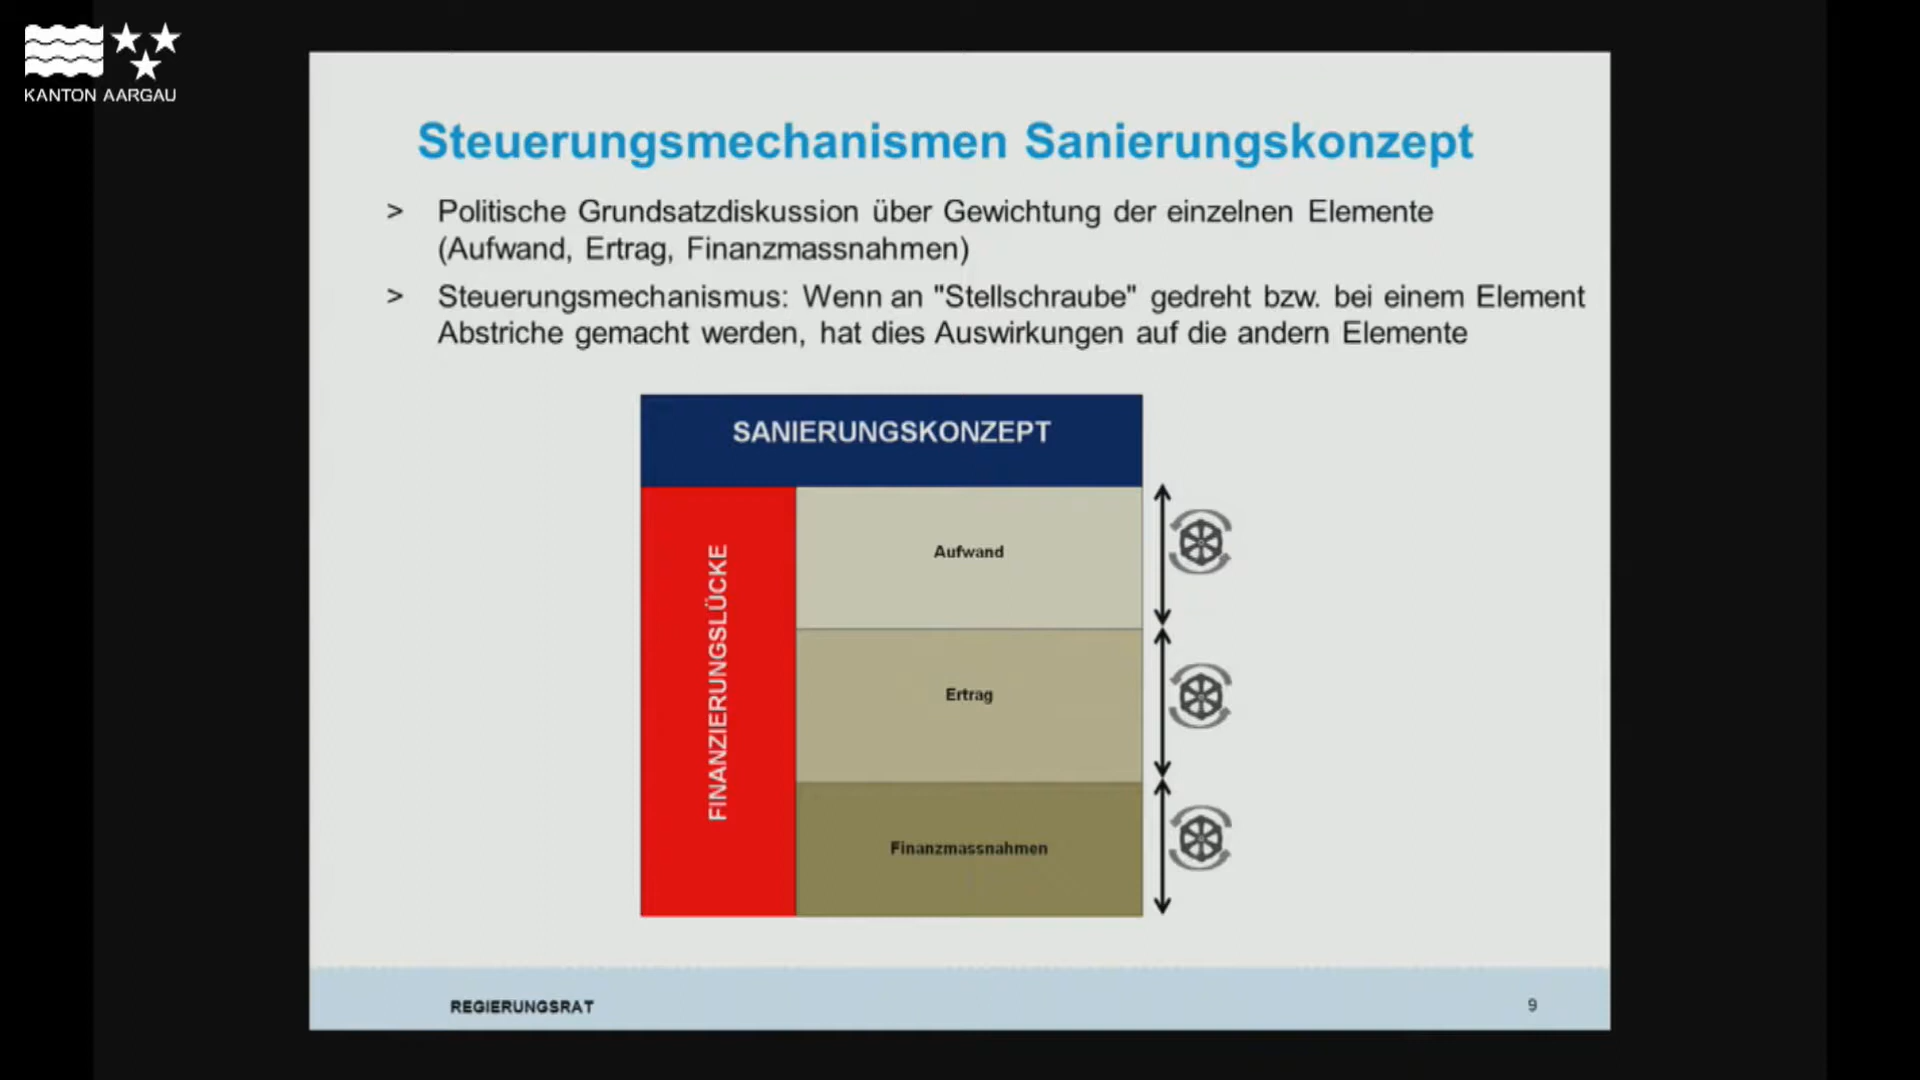 KANTON AARGAU
Steuerungsmechanismen Sanierungskonzept
> Politische Grundsatzdiskussion über Gewichtung der einzelnen Elemente
(Aufwand, Ertrag, Finanzmassnahmen)
> Steuerungsmechanismus: Wenn an "Stellschraube" gedreht bzw. bei einem Element
Abstriche gemacht werden, hat dies Auswirkungen auf die andern Elemente
SANIERUNGSKONZEPT
FINANZIERUNGSLÜCKE
Aufwand
Ertrag
Finanzmassnahmen
REGIERUNGSRAT
9